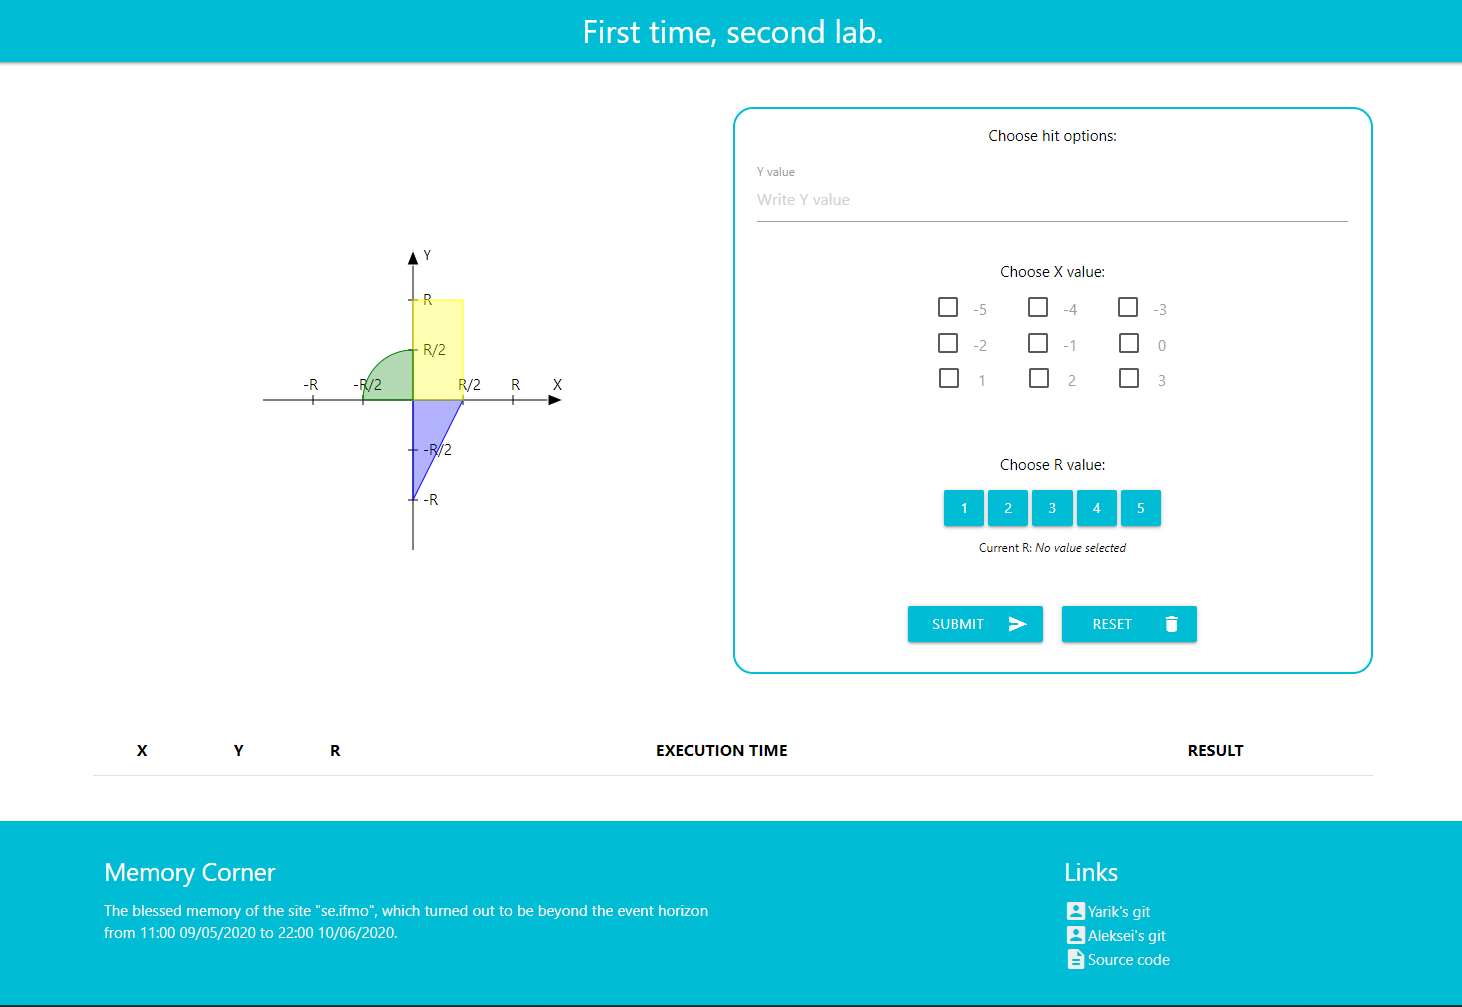 First time, second lab.
Y
R
R/2
-R
-R/2
R/2
R
X
-R/2
-R
Choose hit options:
Y value
Write Y value
Choose X value:
-5 -4 -3
-2 -1 0
1 2 3
Choose R value:
1 2 3 4 5
Current R: No value selected
SUBMIT RESET
X Y R EXECUTION TIME RESULT
Memory Corner
The blessed memory of the site "se.ifmo", which turned out to be beyond the event horizon
from 11:00 09/05/2020 to 22:00 10/06/2020.
Links
Yarik's git
Aleksei's git
Source code